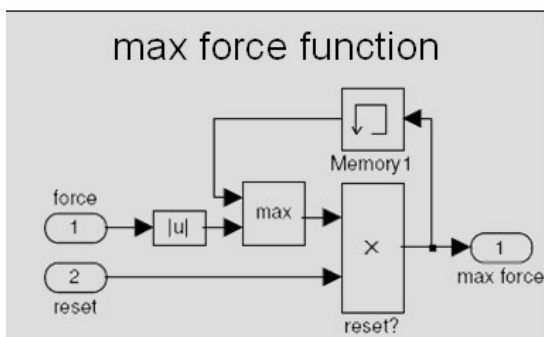 max force function
Memory1
force
1
|u|
max
×
1
max force
2
reset
reset?